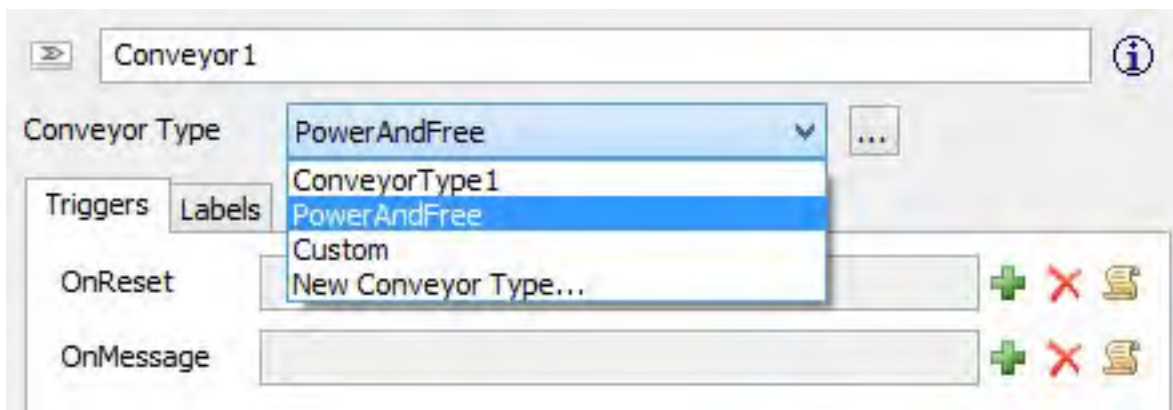 Conveyor1
Conveyor Type PowerAndFree ...
ConveyorType1
Triggers Labels PowerAndFree
Custom
OnReset New Conveyor Type...
OnMessage